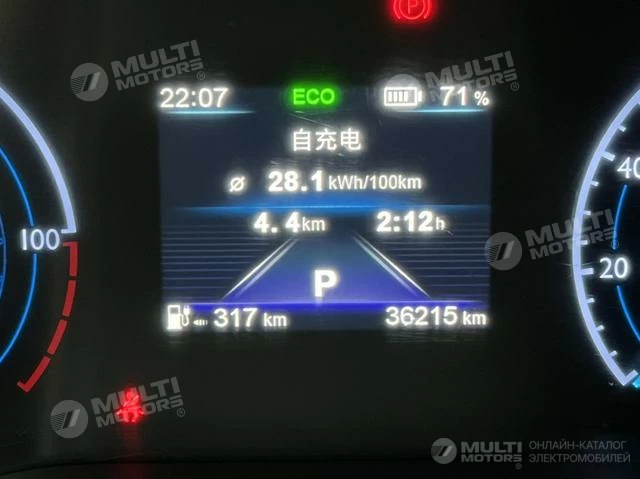 P
MULTI
MOTORS®
MULTI
MOTORS®
22:07 ECO 71 %
自充电
Ø 28.1 kWh/100km
4.4 km 2:12 h
P
317 km 36215 km
100
40
20
MULTI
MOTORS®
MULTI
MOTORS®
MULTI
MOTORS®
ОНЛАЙН-КАТАЛОГ
ЭЛЕКТРОМОБИЛЕЙ